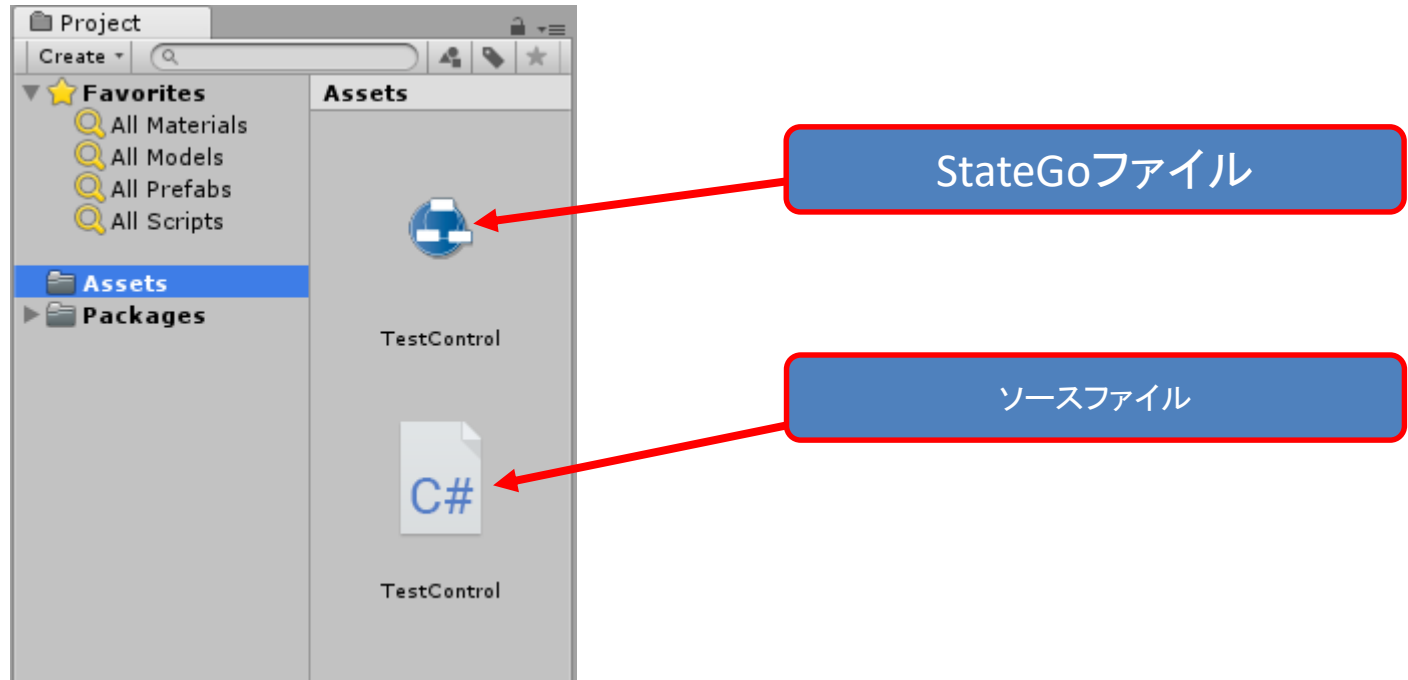 Project
Create
Favorites
All Materials
All Models
All Prefabs
All Scripts
Assets
Packages
Assets
TestControl
C#
TestControl
StateGoファイル
ソースファイル